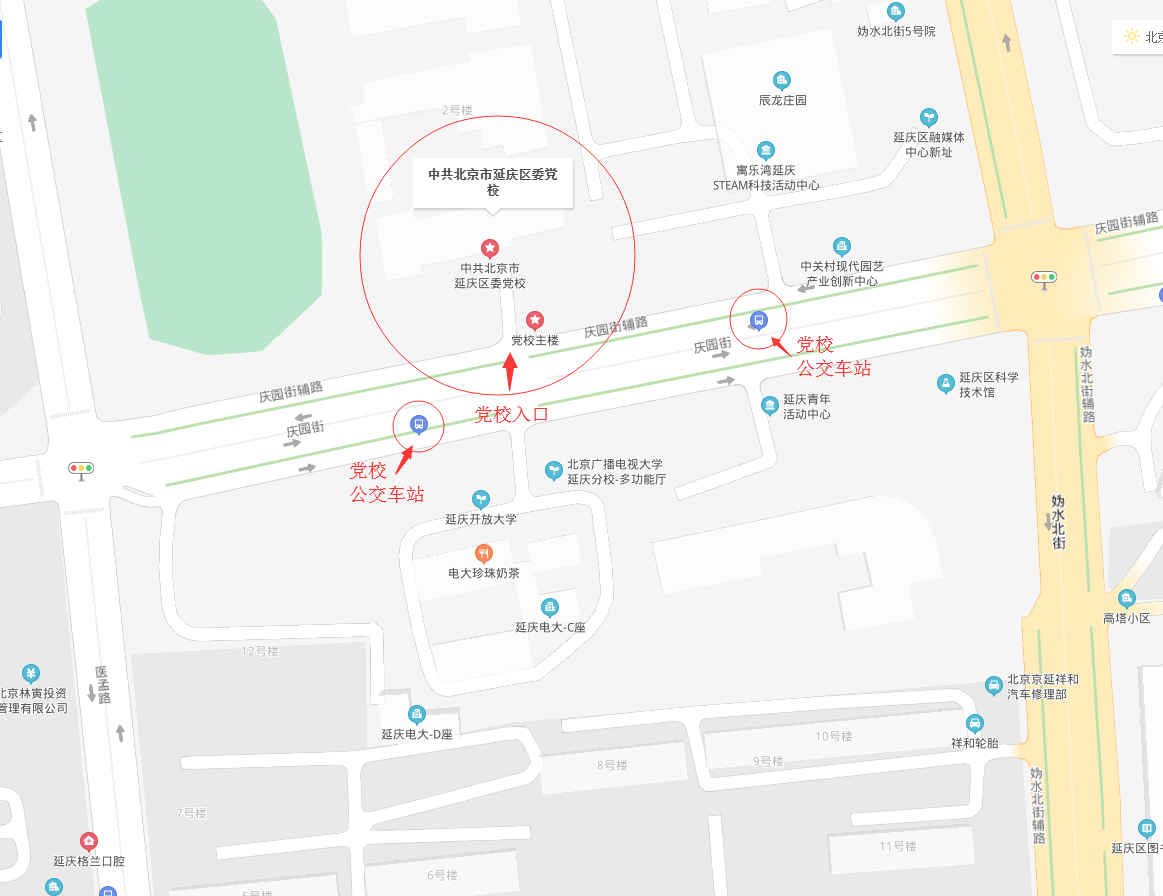 妫水北街5号院
北京
辰龙庄园
2号楼
延庆区融媒体
中心新址
中共北京市延庆区委党
校
寓乐湾延庆
STEAM科技活动中心
庆园街辅路
中共北京市
延庆区委党校
中关村现代园艺
产业创新中心
党校主楼
庆园街辅路
庆园街
党校
公交车站
妫水北街辅路
延庆区科学
技术馆
庆园街辅路
庆园街
党校入口
延庆青年
活动中心
党校
公交车站
北京广播电视大学
延庆分校-多功能厅
延庆开放大学
妫水北街
电大珍珠奶茶
延庆电大-C座
高塔小区
12号楼
医孟路
北京林寅投资
管理有限公司
北京京延祥和
汽车修理部
延庆电大-D座
祥和轮胎
10号楼
9号楼
8号楼
妫水北街辅路
7号楼
延庆格兰口腔
11号楼
延庆区图书
6号楼
5号楼